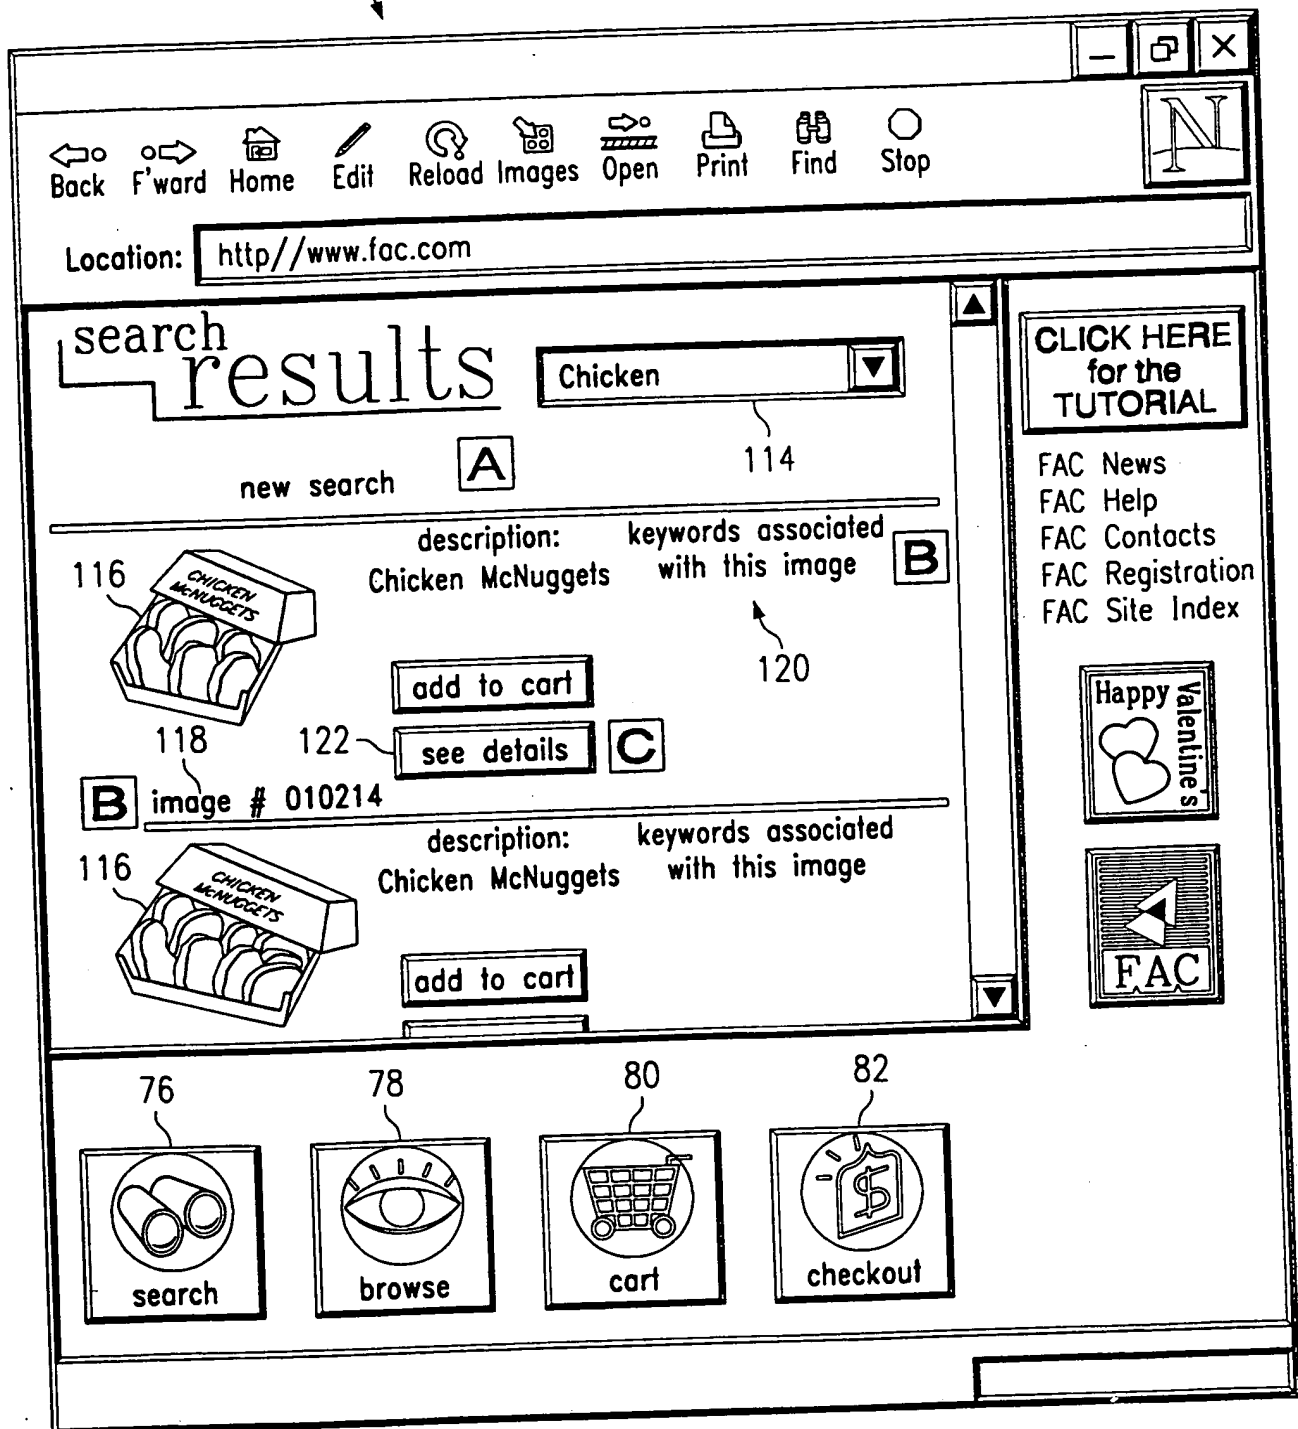 N
Back F'ward Home Edit Reload Images Open Print Find Stop
Location: http//www.fac.com
search
results
Chicken
114
CLICK HERE
for the
TUTORIAL
new search A
FAC News
FAC Help
FAC Contacts
FAC Registration
FAC Site Index
description:
Chicken McNuggets
keywords associated
with this image
B
116
CHICKEN
McNUGGETS
120
add to cart
118
122
see details
C
B image # 010214
Happy
Valentine's
description:
Chicken McNuggets
keywords associated
with this image
116
CHICKEN
McNUGGETS
add to cart
FAC
76
78
80
82
$
search
browse
cart
checkout